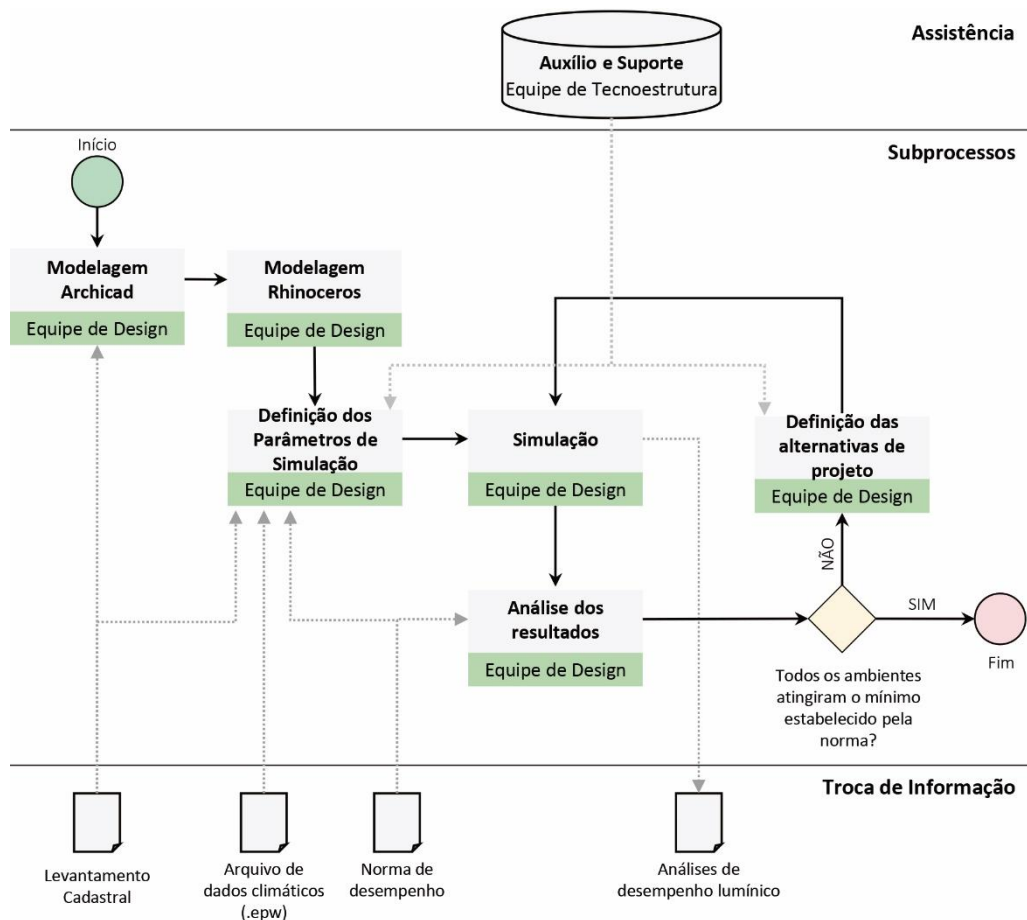 Assistência
Auxílio e Suporte
Equipe de Tecnoestrutura
Subprocessos
Início
Modelagem
Archicad
Equipe de Design
Modelagem
Rhinoceros
Equipe de Design
Definição dos
Parâmetros de
Simulação
Equipe de Design
Simulação
Equipe de Design
Definição das
alternativas de
projeto
Equipe de Design
NÃO
SIM
Análise dos
resultados
Equipe de Design
Fim
Todos os ambientes
atingiram o mínimo
estabelecido pela
norma?
Troca de Informação
Levantamento
Cadastral
Arquivo de
dados climáticos
(.epw)
Norma de
desempenho
Análises de
desempenho lumínico